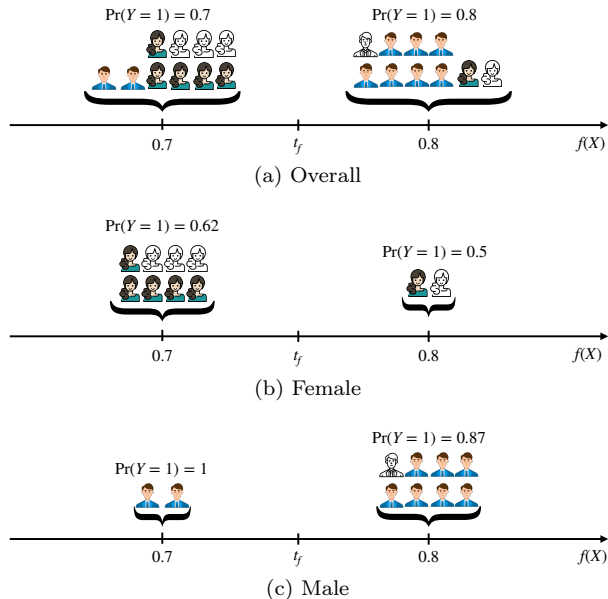 Pr(Y = 1) = 0.7 Pr(Y = 1) = 0.8
0.7 t_f 0.8 f(X)
(a) Overall
Pr(Y = 1) = 0.62 Pr(Y = 1) = 0.5
0.7 t_f 0.8 f(X)
(b) Female
Pr(Y = 1) = 1 Pr(Y = 1) = 0.87
0.7 t_f 0.8 f(X)
(c) Male